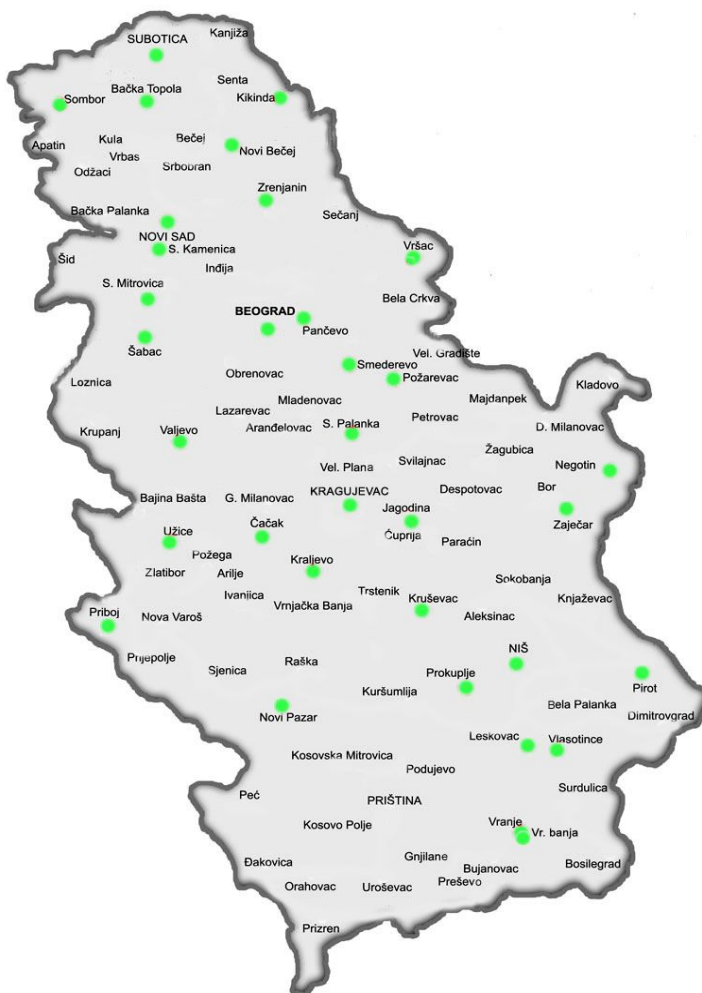 Kanjiža
SUBOTICA
Senta
Bačka Topola
Kikinda
Sombor
Kula
Bečej
Apatin
Novi Bečej
Vrbas
Srbobran
Odžaci
Zrenjanin
Bačka Palanka
Sečanj
NOVI SAD
Vršac
S. Kamenica
Šid
Inđija
S. Mitrovica
Bela Crkva
BEOGRAD
Pančevo
Šabac
Vel. Gradište
Smederevo
Obrenovac
Požarevac
Loznica
Kladovo
Majdanpek
Mladenovac
Lazarevac
Petrovac
S. Palanka
D. Milanovac
Aranđelovac
Krupanj
Valjevo
Žagubica
Svilajnac
Vel. Plana
Negotin
Bor
Despotovac
Bajina Bašta
G. Milanovac
KRAGUJEVAC
Jagodina
Čačak
Zaječar
Užice
Ćuprija
Paraćin
Požega
Kraljevo
Zlatibor
Arilje
Sokobanja
Trstenik
Ivanjica
Knjaževac
Vrnjačka Banja
Kruševac
Priboj
Nova Varoš
Aleksinac
NIŠ
Prijepolje
Raška
Sjenica
Prokuplje
Pirot
Kuršumlija
Bela Palanka
Dimitrovgrad
Novi Pazar
Leskovac
Vlasotince
Kosovska Mitrovica
Podujevo
Surdulica
Peć
PRIŠTINA
Vranje
Kosovo Polje
Vr. banja
Gnjilane
Đakovica
Bujanovac
Bosilegrad
Preševo
Orahovac
Uroševac
Prizren